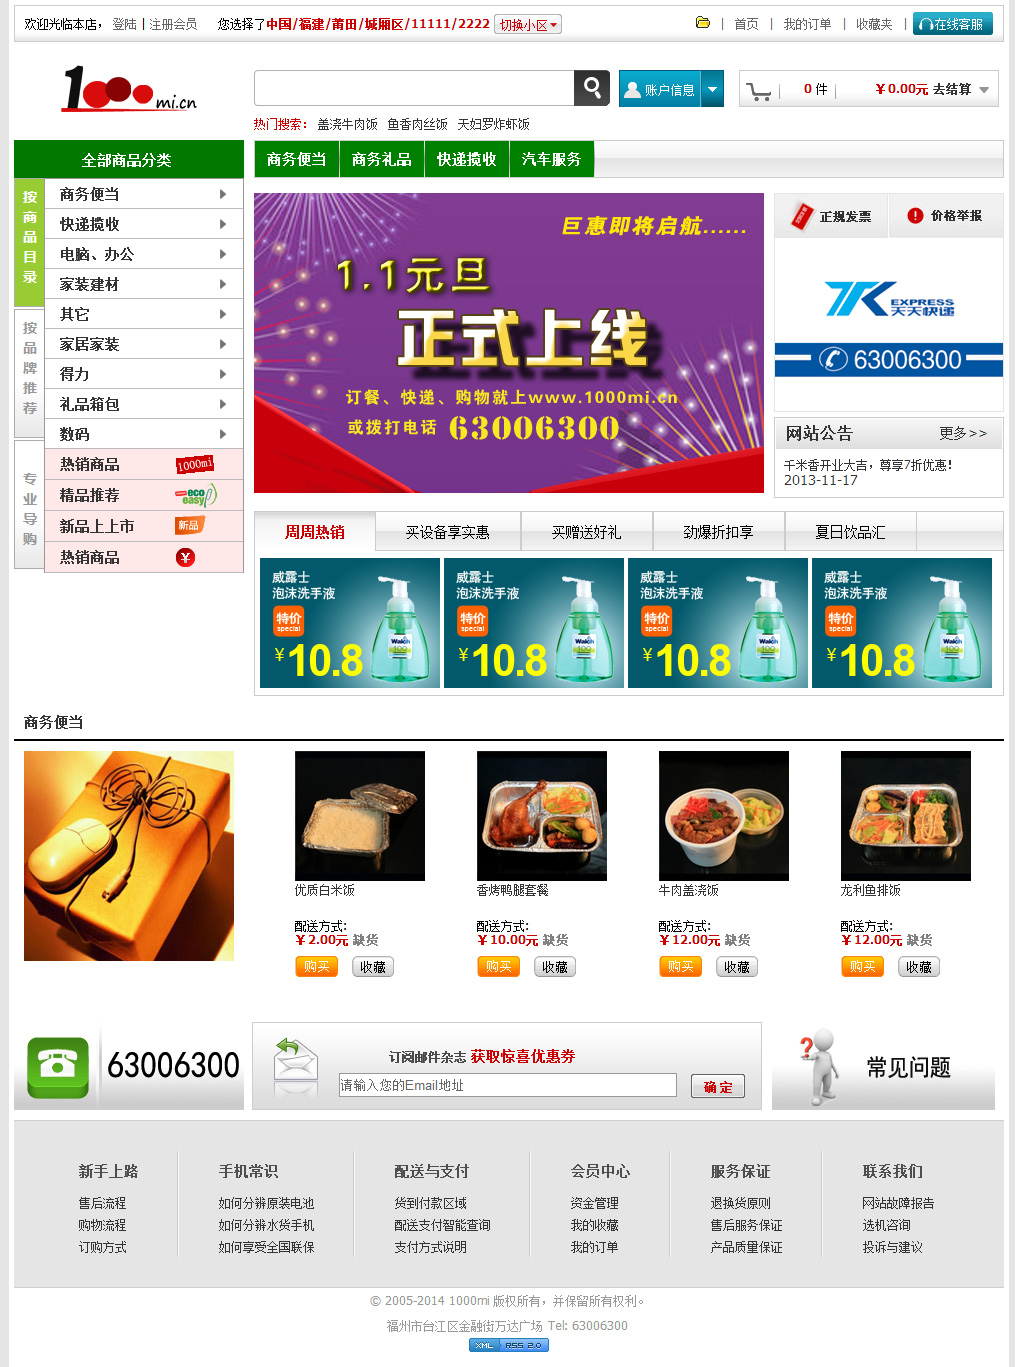 欢迎光临本店， 登陆 | 注册会员 您选择了中国/福建/莆田/城厢区/11111/2222 切换小区
| 首页 | 我的订单 | 收藏夹 | 在线客服
1000mi.cn
账户信息
0 件 ￥0.00元 去结算
热门搜索： 盖浇牛肉饭 鱼香肉丝饭 天妇罗炸虾饭
全部商品分类
商务便当 商务礼品 快递揽收 汽车服务
按商品目录
按品牌推荐
专业导购
商务便当
快递揽收
电脑、办公
家装建材
其它
家居家装
得力
礼品箱包
数码
热销商品 1000mi
精品推荐 eco easy
新品上上市 新品
热销商品 ¥
巨惠即将启航......
1.1元旦
正式上线
订餐、快递、购物就上www.1000mi.cn
或拨打电话 63006300
正规发票 价格举报
EXPRESS
天天快递
63006300
网站公告 更多>>
千米香开业大吉，尊享7折优惠！
2013-11-17
周周热销 买设备享实惠 买赠送好礼 劲爆折扣享 夏日饮品汇
威露士 泡沫洗手液 特价 special ¥10.8 Walch
威露士 泡沫洗手液 特价 special ¥10.8 Walch
威露士 泡沫洗手液 特价 special ¥10.8 Walch
威露士 泡沫洗手液 特价 special ¥10.8 Walch
商务便当
优质白米饭 香烤鸭腿套餐 牛肉盖浇饭 龙利鱼排饭
配送方式: 配送方式: 配送方式: 配送方式:
￥2.00元 缺货 ￥10.00元 缺货 ￥12.00元 缺货 ￥12.00元 缺货
购买 收藏 购买 收藏 购买 收藏 购买 收藏
63006300
订阅邮件杂志 获取惊喜优惠券
请输入您的Email地址 确 定
? 常见问题
新手上路 手机常识 配送与支付 会员中心 服务保证 联系我们
售后流程 如何分辨原装电池 货到付款区域 资金管理 退换货原则 网站故障报告
购物流程 如何分辨水货手机 配送支付智能查询 我的收藏 售后服务保证 选机咨询
订购方式 如何享受全国联保 支付方式说明 我的订单 产品质量保证 投诉与建议
© 2005-2014 1000mi 版权所有，并保留所有权利。
福州市台江区金融街万达广场 Tel: 63006300
XML RSS 2.0